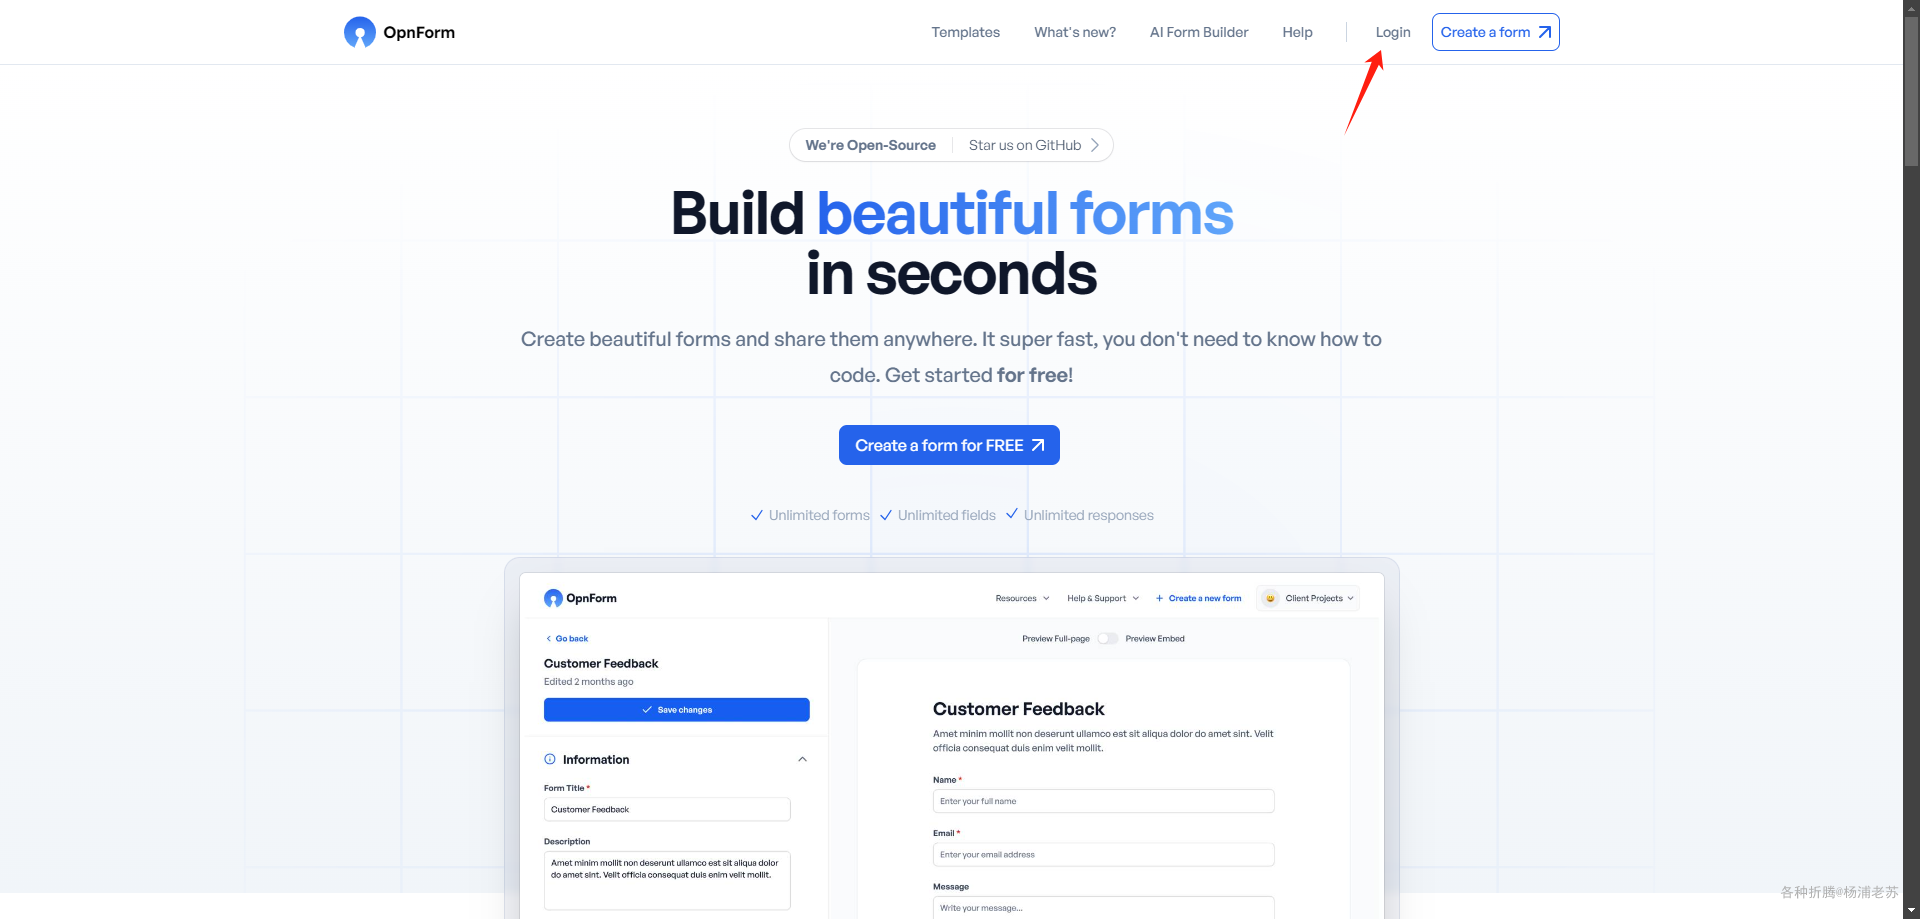 OpnForm
Templates
What's new?
AI Form Builder
Help
Login
Create a form
We're Open-Source
Star us on GitHub
Build beautiful forms
in seconds
Create beautiful forms and share them anywhere. It super fast, you don't need to know how to
code. Get started for free!
Create a form for FREE
Unlimited forms
Unlimited fields
Unlimited responses
OpnForm
Resources
Help & Support
+ Create a new form
Client Projects
Go back
Customer Feedback
Edited 2 months ago
Save changes
Information
Form Title *
Customer Feedback
Description
Amet minim mollit non deserunt ullamco est sit aliqua dolor
do amet sint. Velit officia consequat duis enim velit mollit.
Preview Full-page
Preview Embed
Customer Feedback
Amet minim mollit non deserunt ullamco est sit aliqua dolor do amet sint. Velit
officia consequat duis enim velit mollit.
Name *
Enter your full name
Email *
Enter your email address
Message
Write your message...
各种折腾@杨浦老苏